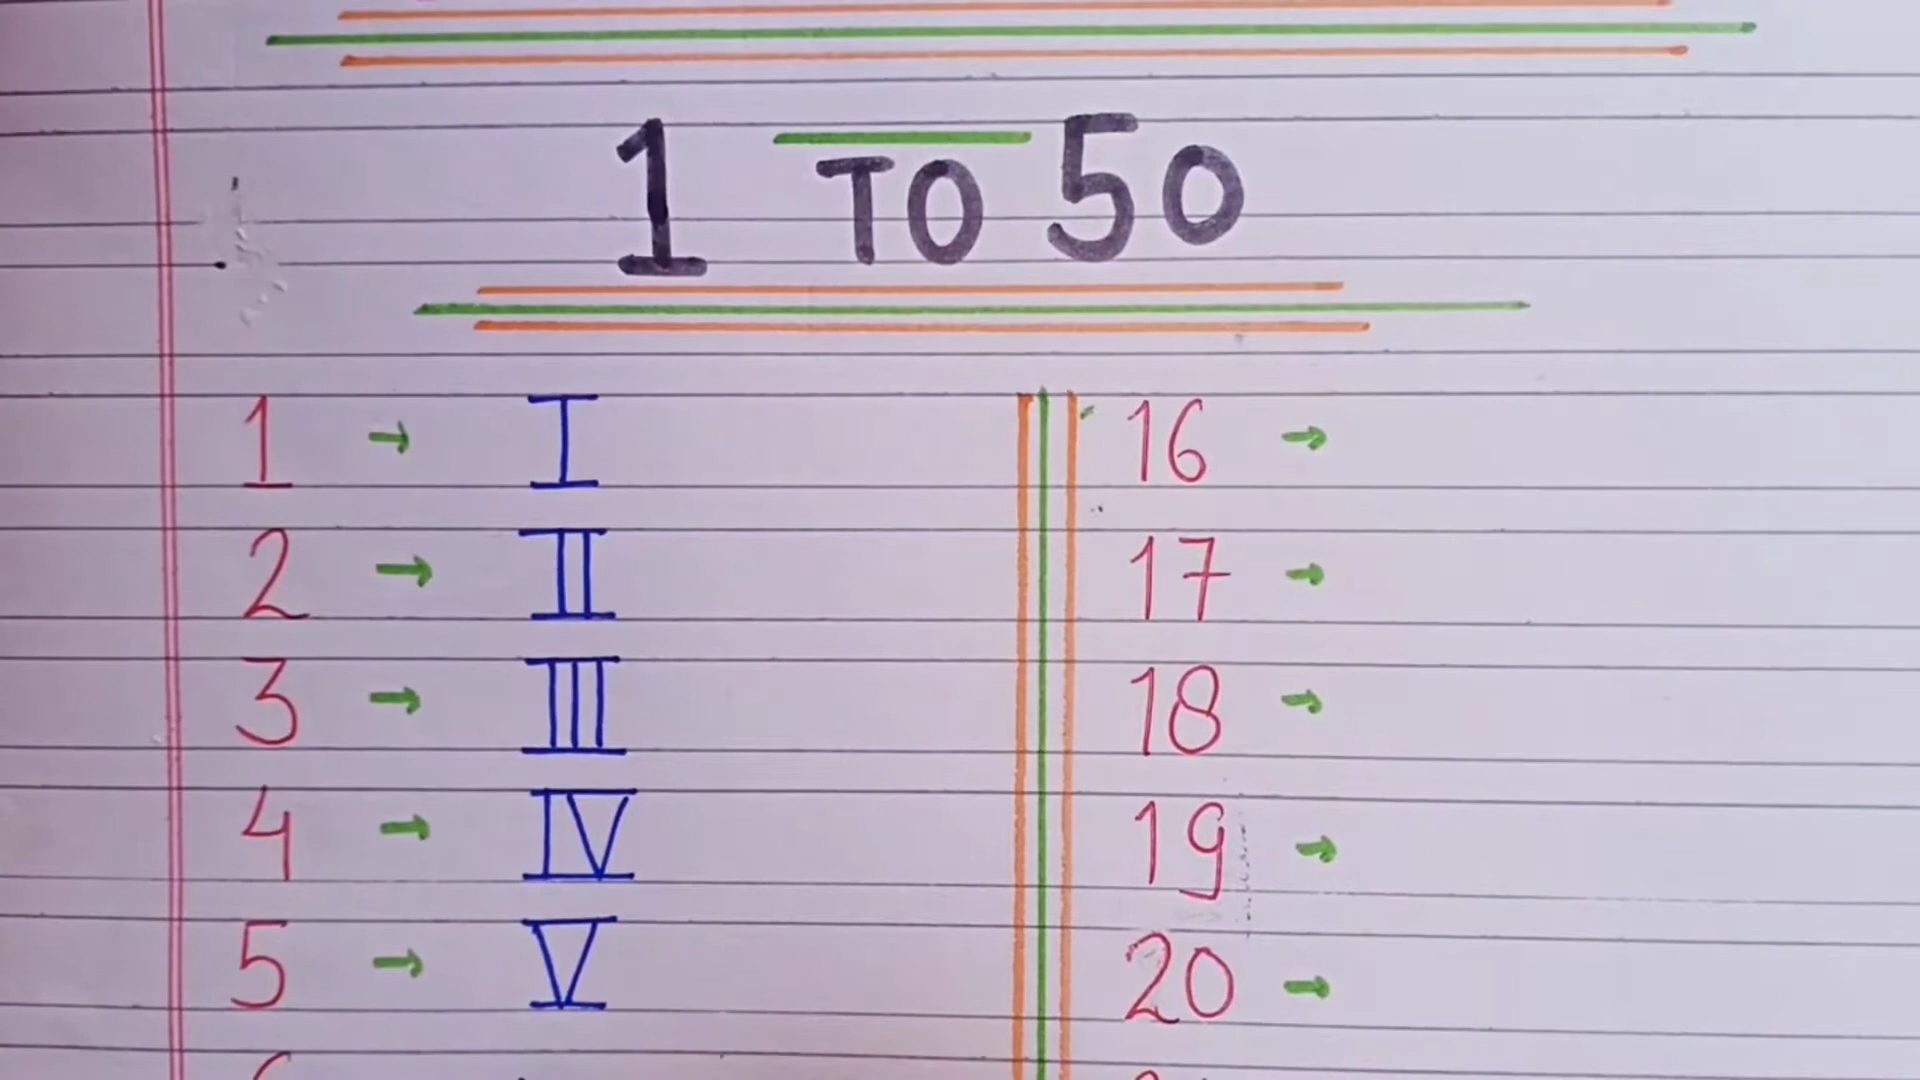 1 TO 50
1 → I
2 → II
3 → III
4 → IV
5 → V
16 →
17 →
18 →
19 →
20 →